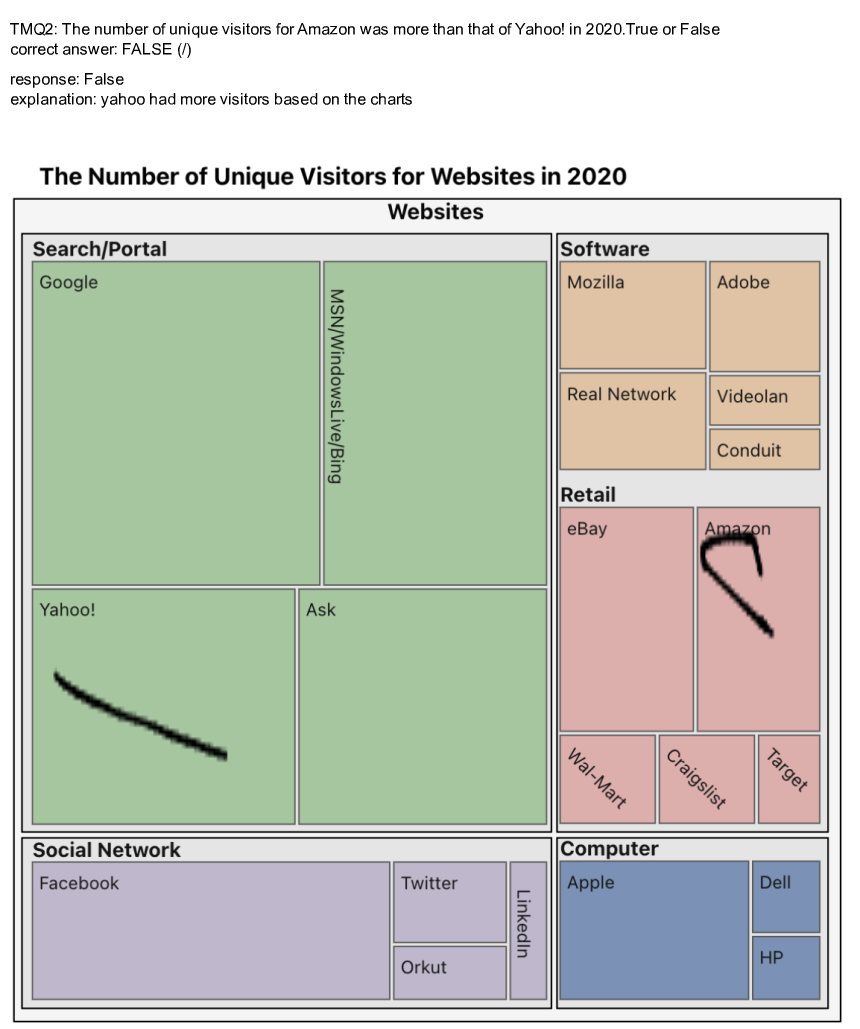 TMQ2: The number of unique visitors for Amazon was more than that of Yahoo! in 2020.True or False
correct answer: FALSE (/)
response: False
explanation: yahoo had more visitors based on the charts
The Number of Unique Visitors for Websites in 2020
Websites
Search/Portal
Google
MSN/WindowsLive/Bing
Yahoo!
Ask
Software
Mozilla
Adobe
Real Network
Videolan
Conduit
Retail
eBay
Amazon
Wal-Mart
Craigslist
Target
Social Network
Facebook
Twitter
Orkut
LinkedIn
Computer
Apple
Dell
HP